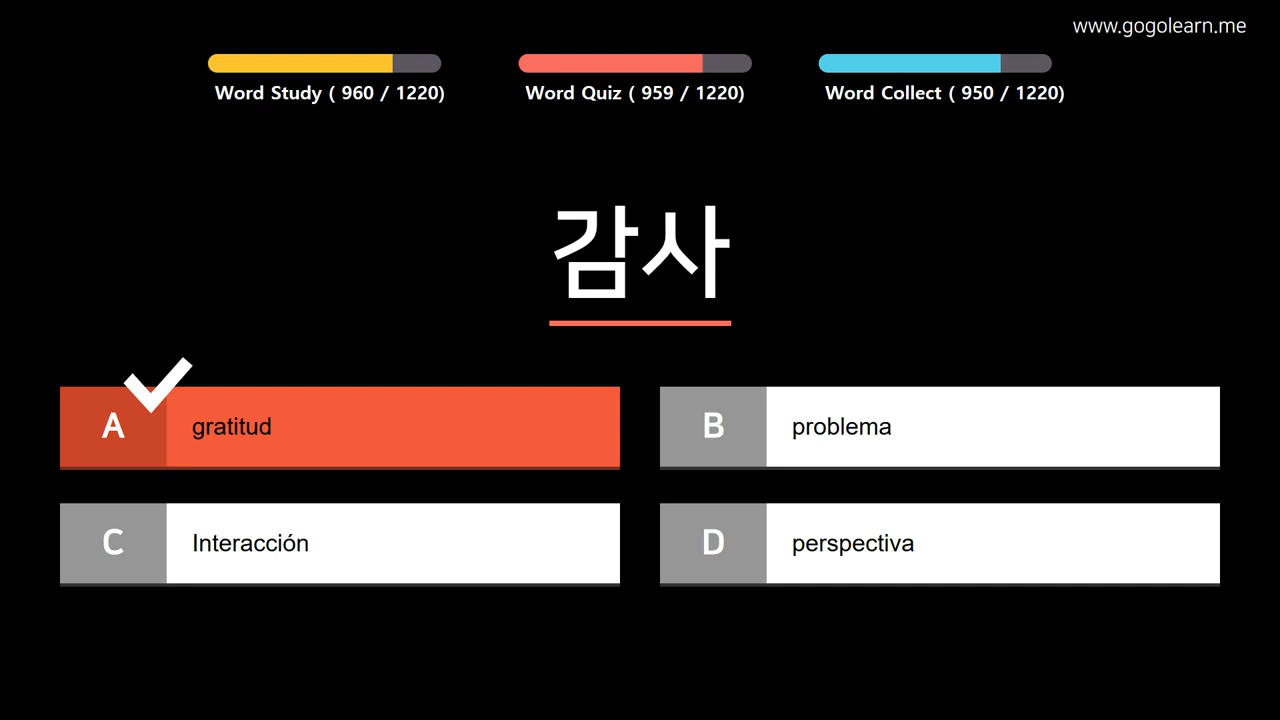 www.gogolearn.me
Word Study ( 960 / 1220)
Word Quiz ( 959 / 1220)
Word Collect ( 950 / 1220)
감사
A gratitud
B problema
C Interacción
D perspectiva